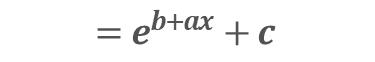 = e^{b+ax} + c